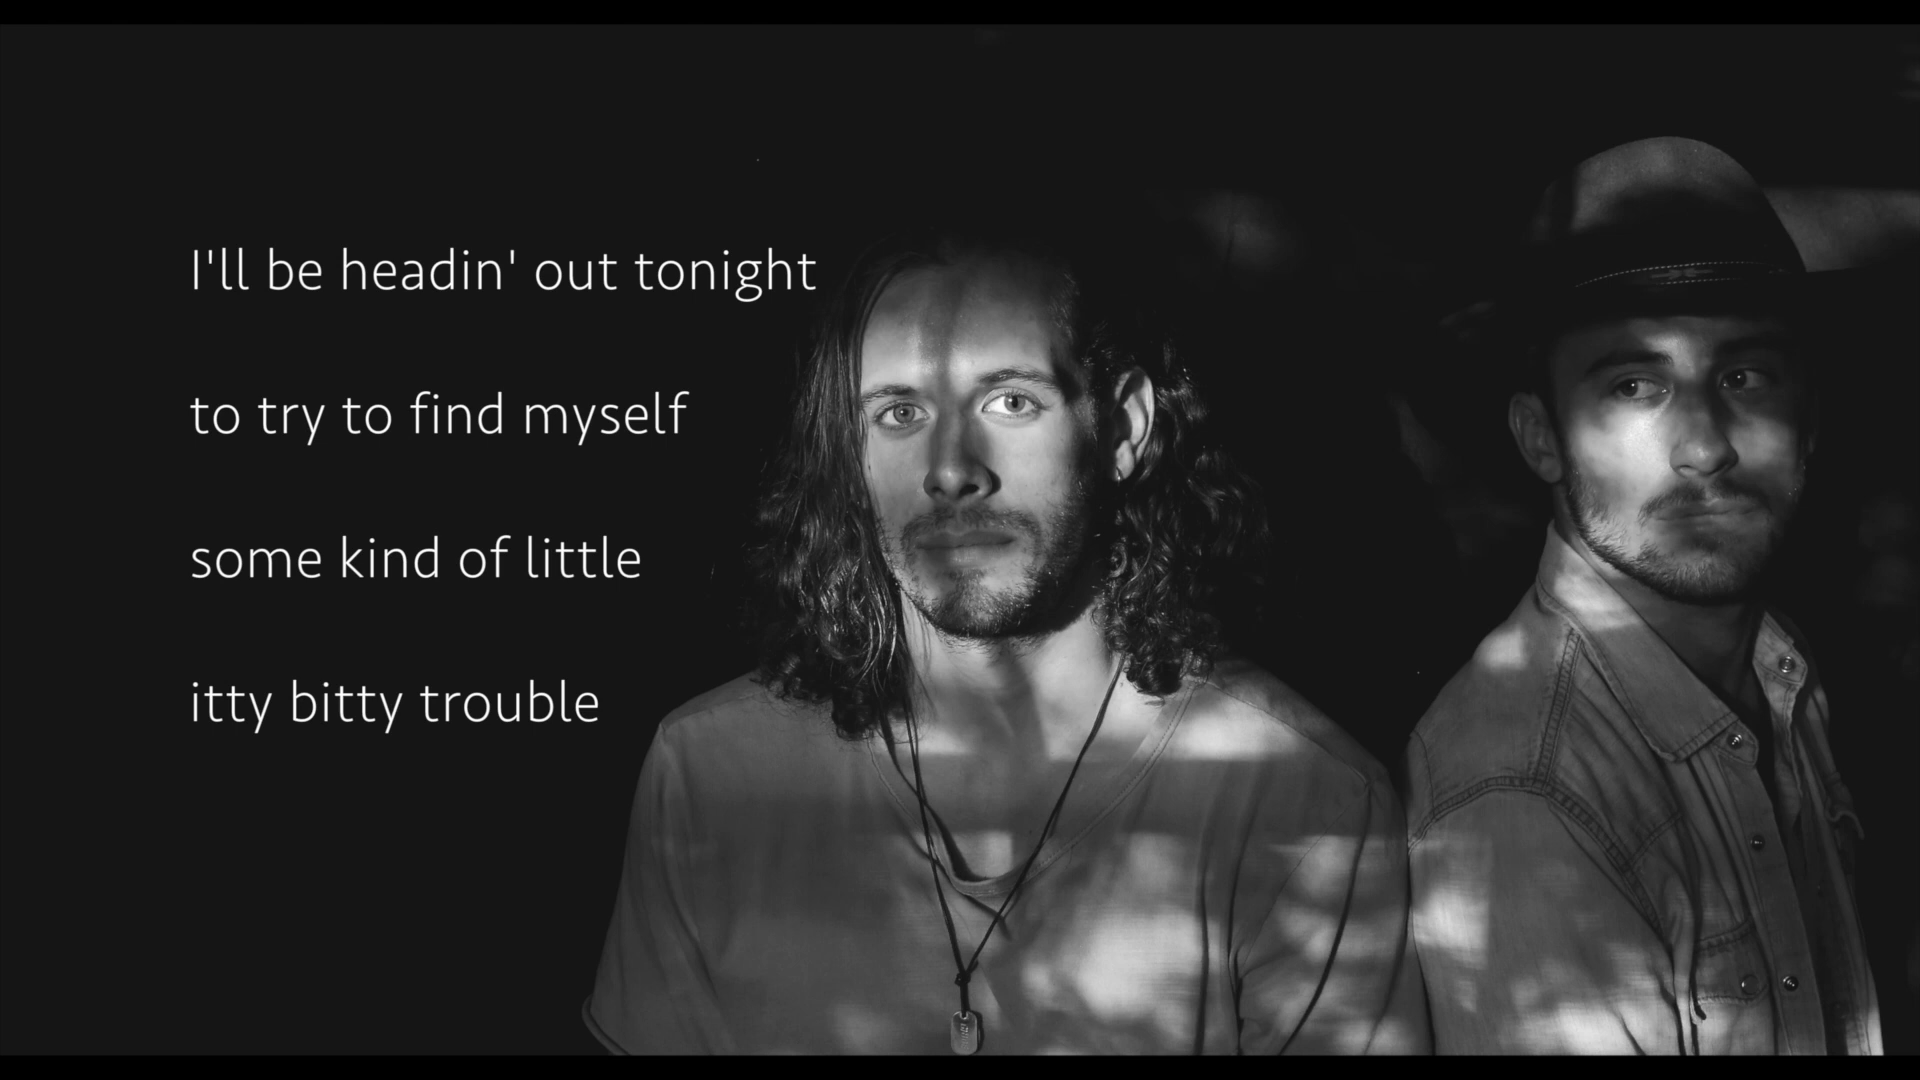 I'll be headin' out tonight
to try to find myself
some kind of little
itty bitty trouble